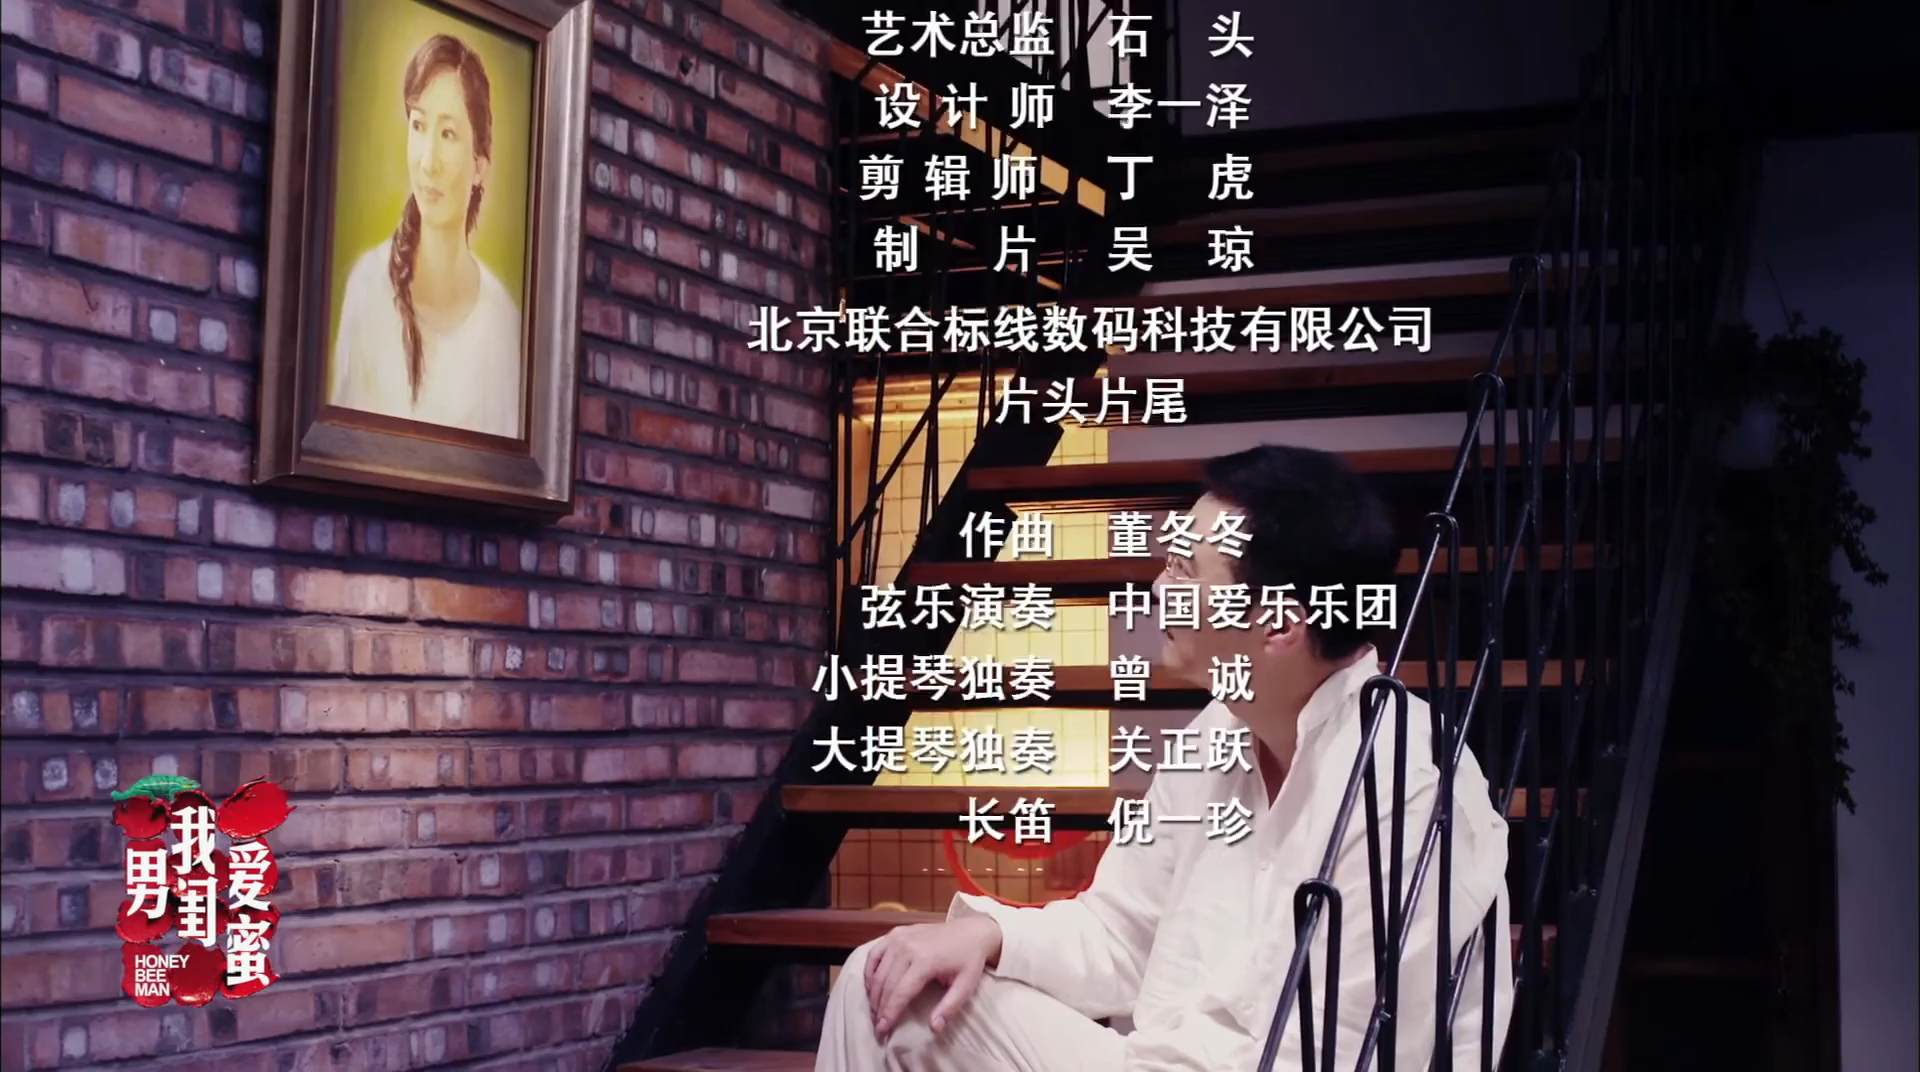 艺术总监 石 头
设计师 李一泽
剪辑师 丁 虎
制 片 吴 琼
北京联合标线数码科技有限公司
片头片尾
作曲 董冬冬
弦乐演奏 中国爱乐乐团
小提琴独奏 曾 诚
大提琴独奏 关正跃
长笛 倪一珍
我爱
男闺蜜
HONEY
BEE
MAN